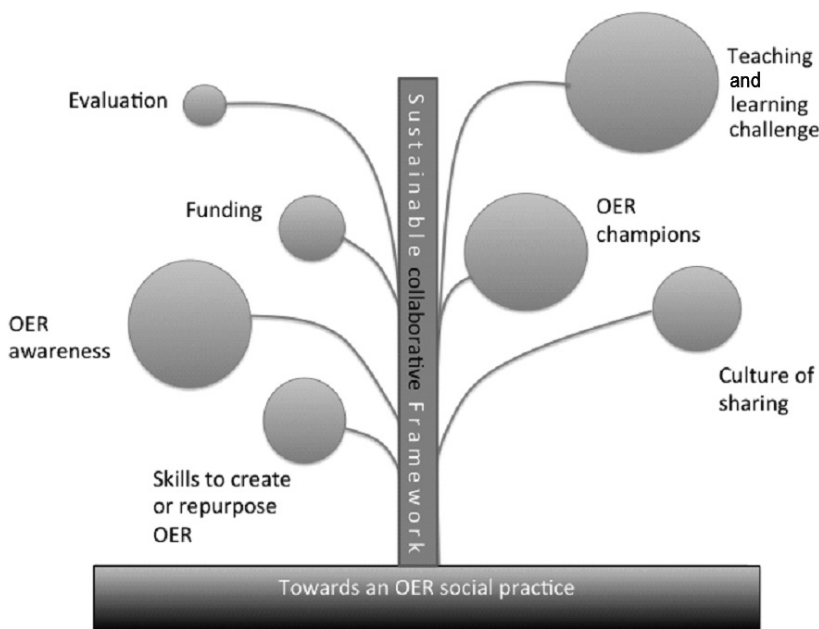 Evaluation
Funding
OER
awareness
Skills to create
or repurpose
OER
Sustainable collaborative Framework
Teaching
and
learning
challenge
OER
champions
Culture of
sharing
Towards an OER social practice